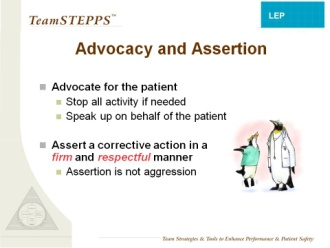 TeamSTEPPS™
LEP
Advocacy and Assertion
Advocate for the patient
Stop all activity if needed
Speak up on behalf of the patient
Assert a corrective action in a
firm and respectful manner
Assertion is not aggression
Team Strategies & Tools to Enhance Performance & Patient Safety